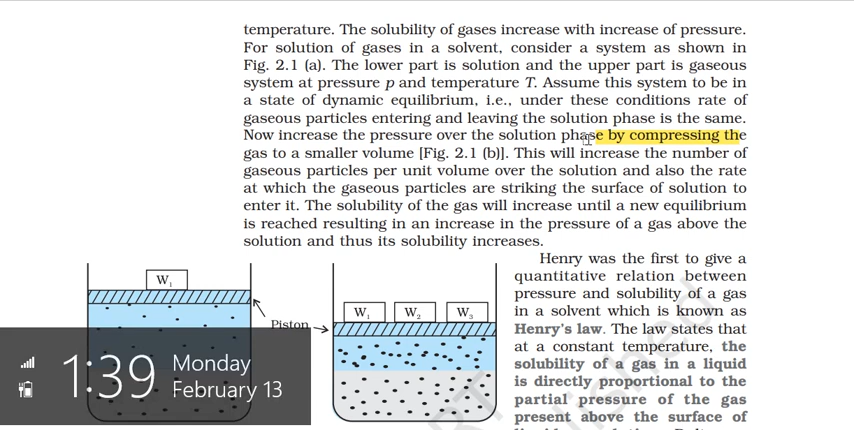 temperature. The solubility of gases increase with increase of pressure.
For solution of gases in a solvent, consider a system as shown in
Fig. 2.1 (a). The lower part is solution and the upper part is gaseous
system at pressure p and temperature T. Assume this system to be in
a state of dynamic equilibrium, i.e., under these conditions rate of
gaseous particles entering and leaving the solution phase is the same.
Now increase the pressure over the solution phase by compressing the
gas to a smaller volume [Fig. 2.1 (b)]. This will increase the number of
gaseous particles per unit volume over the solution and also the rate
at which the gaseous particles are striking the surface of solution to
enter it. The solubility of the gas will increase until a new equilibrium
is reached resulting in an increase in the pressure of a gas above the
solution and thus its solubility increases.
Henry was the first to give a
quantitative relation between
pressure and solubility of a gas
in a solvent which is known as
Henry's law. The law states that
at a constant temperature, the
solubility of a gas in a liquid
is directly proportional to the
partial pressure of the gas
present above the surface of
W₁
Piston
W₁ W₂ W₃
1:39
Monday
February 13